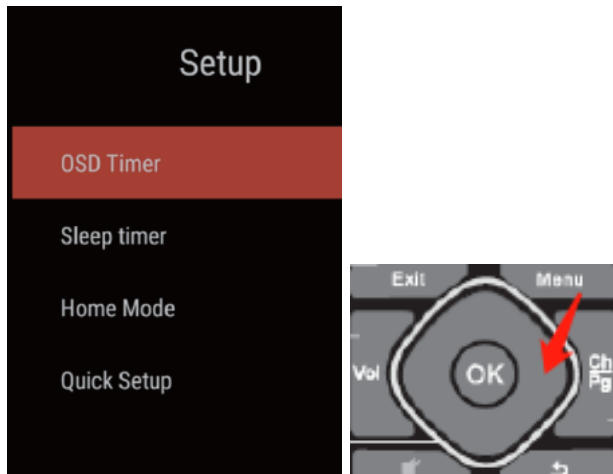 Setup
OSD Timer
Sleep timer
Home Mode
Quick Setup
Exit
Menu
Vol
OK
Ch
Pg